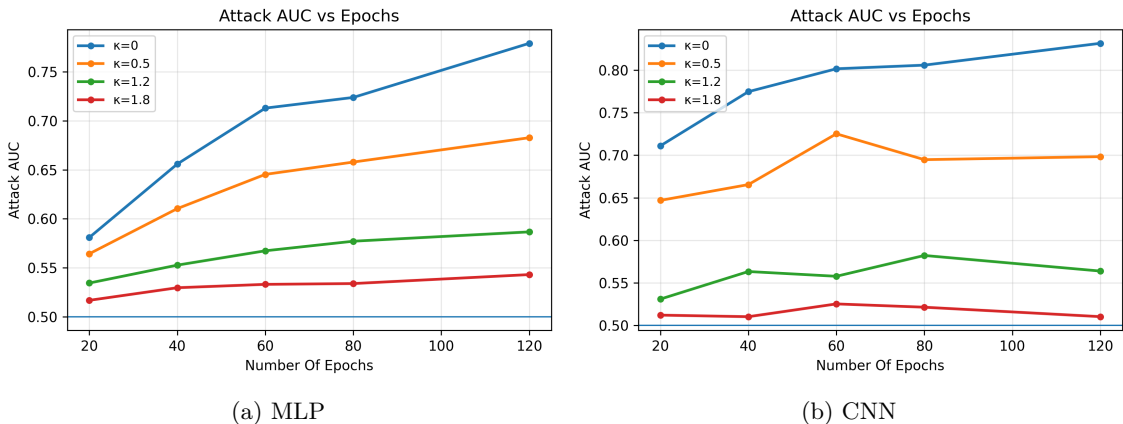 Attack AUC vs Epochs
κ=0
κ=0.5
κ=1.2
κ=1.8
0.75
0.70
0.65
0.60
0.55
0.50
Attack AUC
20 40 60 80 100 120
Number Of Epochs
(a) MLP
Attack AUC vs Epochs
κ=0
κ=0.5
κ=1.2
κ=1.8
0.80
0.75
0.70
0.65
0.60
0.55
0.50
Attack AUC
20 40 60 80 100 120
Number Of Epochs
(b) CNN